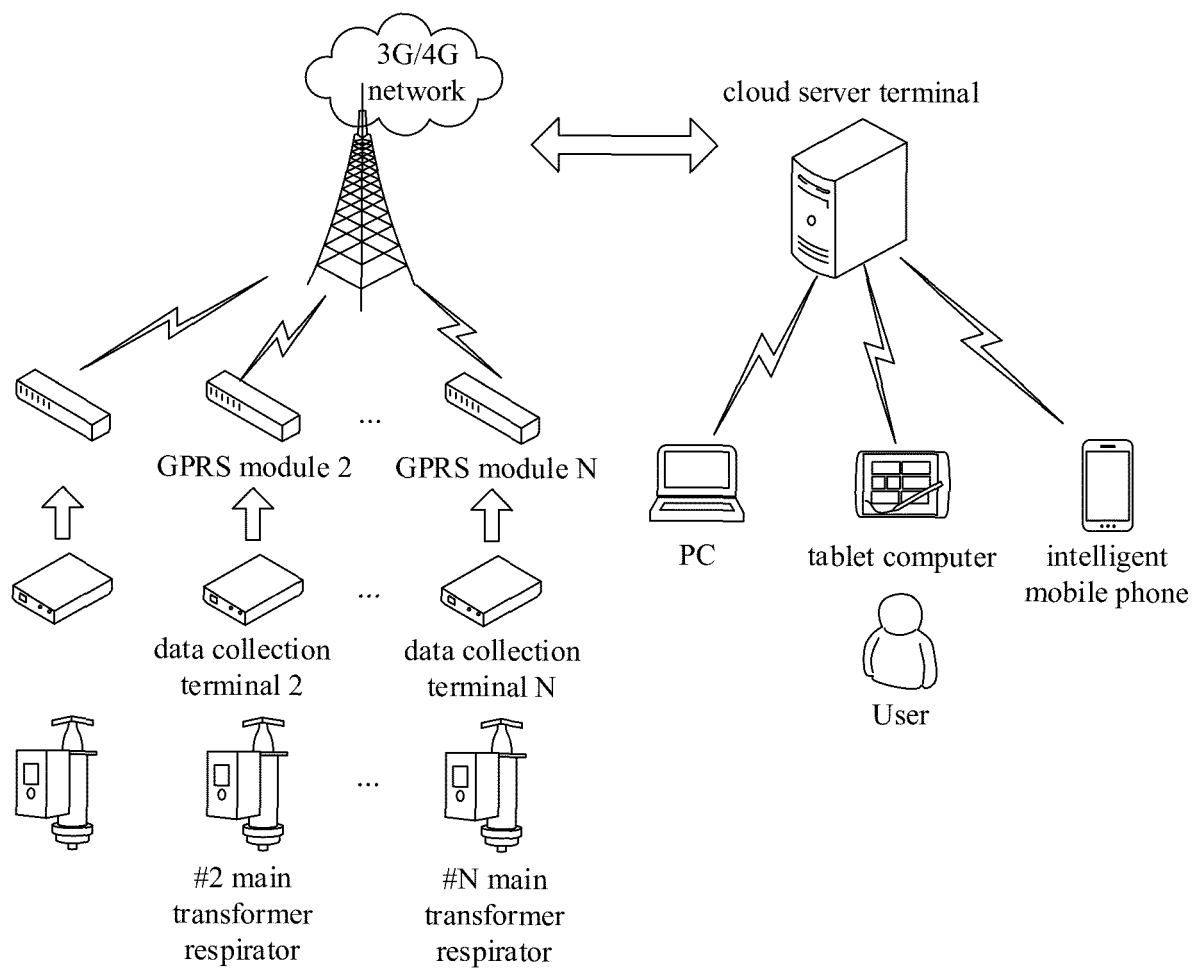 3G/4G
network
cloud server terminal
GPRS module 2
...
GPRS module N
PC
tablet computer
intelligent
mobile phone
...
data collection
terminal 2
data collection
terminal N
User
...
#2 main
transformer
respirator
#N main
transformer
respirator